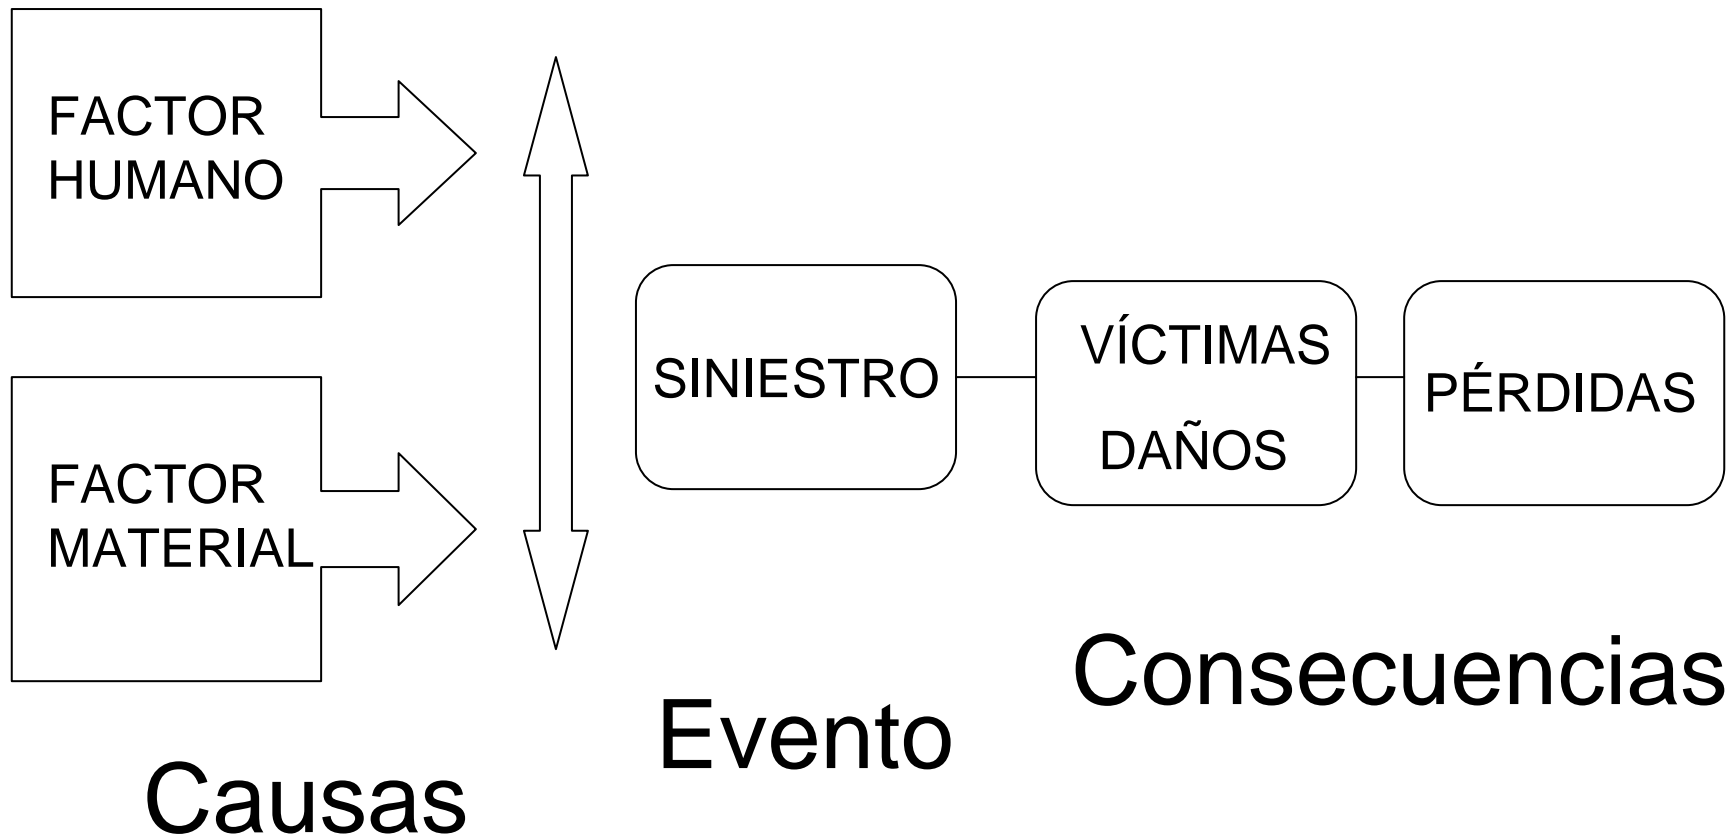 FACTOR
HUMANO
FACTOR
MATERIAL
SINIESTRO
VÍCTIMAS
DAÑOS
PÉRDIDAS
Causas
Evento
Consecuencias